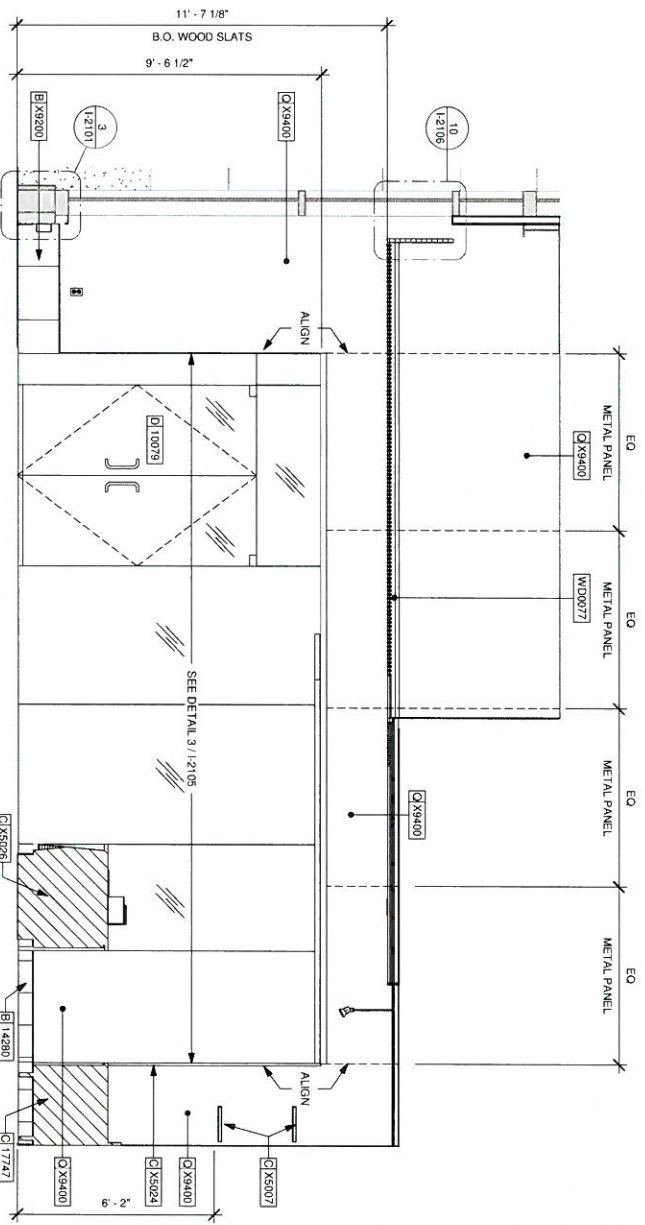 11' - 7 1/8"
B.O. WOOD SLATS
9' - 6 1/2"
EQ
METAL PANEL
EQ
METAL PANEL
EQ
METAL PANEL
EQ
METAL PANEL
Q X9400
WD0077
Q X9400
10
I-2106
Q X9400
3
I-2101
B X9200
ALIGN
D 10079
SEE DETAIL 3 / I-2105
ALIGN
C X5026
B 14280
C 17747
Q X9400
C X5024
Q X9400
C X5007
6' - 2"